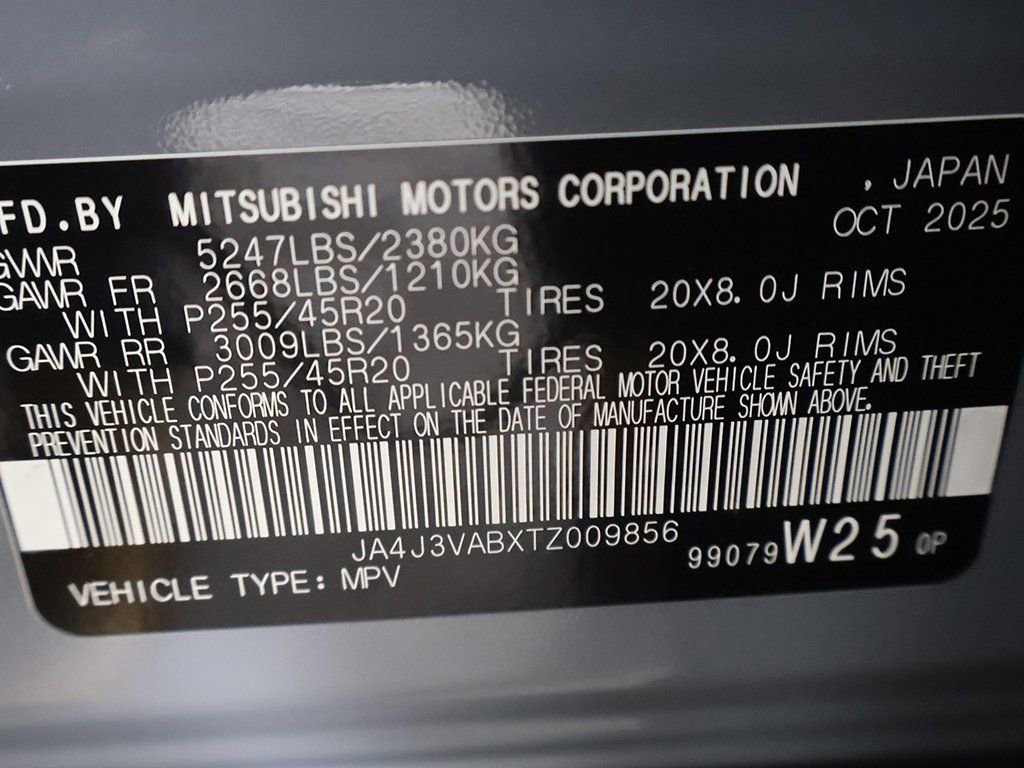 FD.BY MITSUBISHI MOTORS CORPORATION , JAPAN
OCT 2025
GVWR 5247LBS/2380KG
GAWR FR 2668LBS/1210KG
WITH P255/45R20 TIRES 20X8.0J RIMS
GAWR RR 3009LBS/1365KG
WITH P255/45R20 TIRES 20X8.0J RIMS
THIS VEHICLE CONFORMS TO ALL APPLICABLE FEDERAL MOTOR VEHICLE SAFETY AND THEFT
PREVENTION STANDARDS IN EFFECT ON THE DATE OF MANUFACTURE SHOWN ABOVE.
JA4J3VABXTZ009856
99079 W25 OP
VEHICLE TYPE: MPV